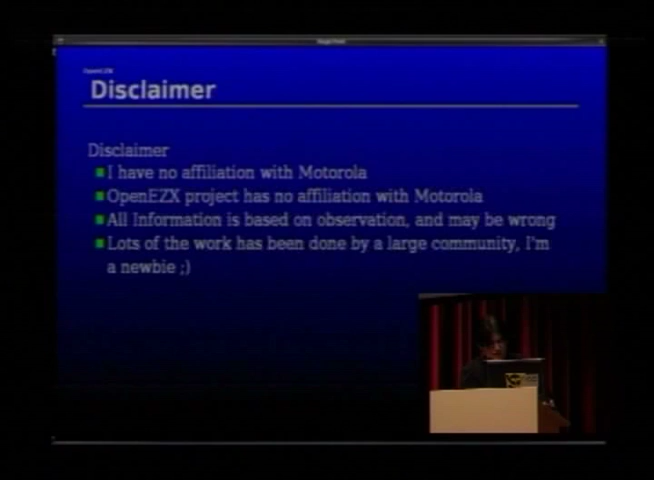 OpenEZX
Disclaimer
Disclaimer
I have no affiliation with Motorola
OpenEZX project has no affiliation with Motorola
All Information is based on observation, and may be wrong
Lots of the work has been done by a large community, I'm
a newbie ;)